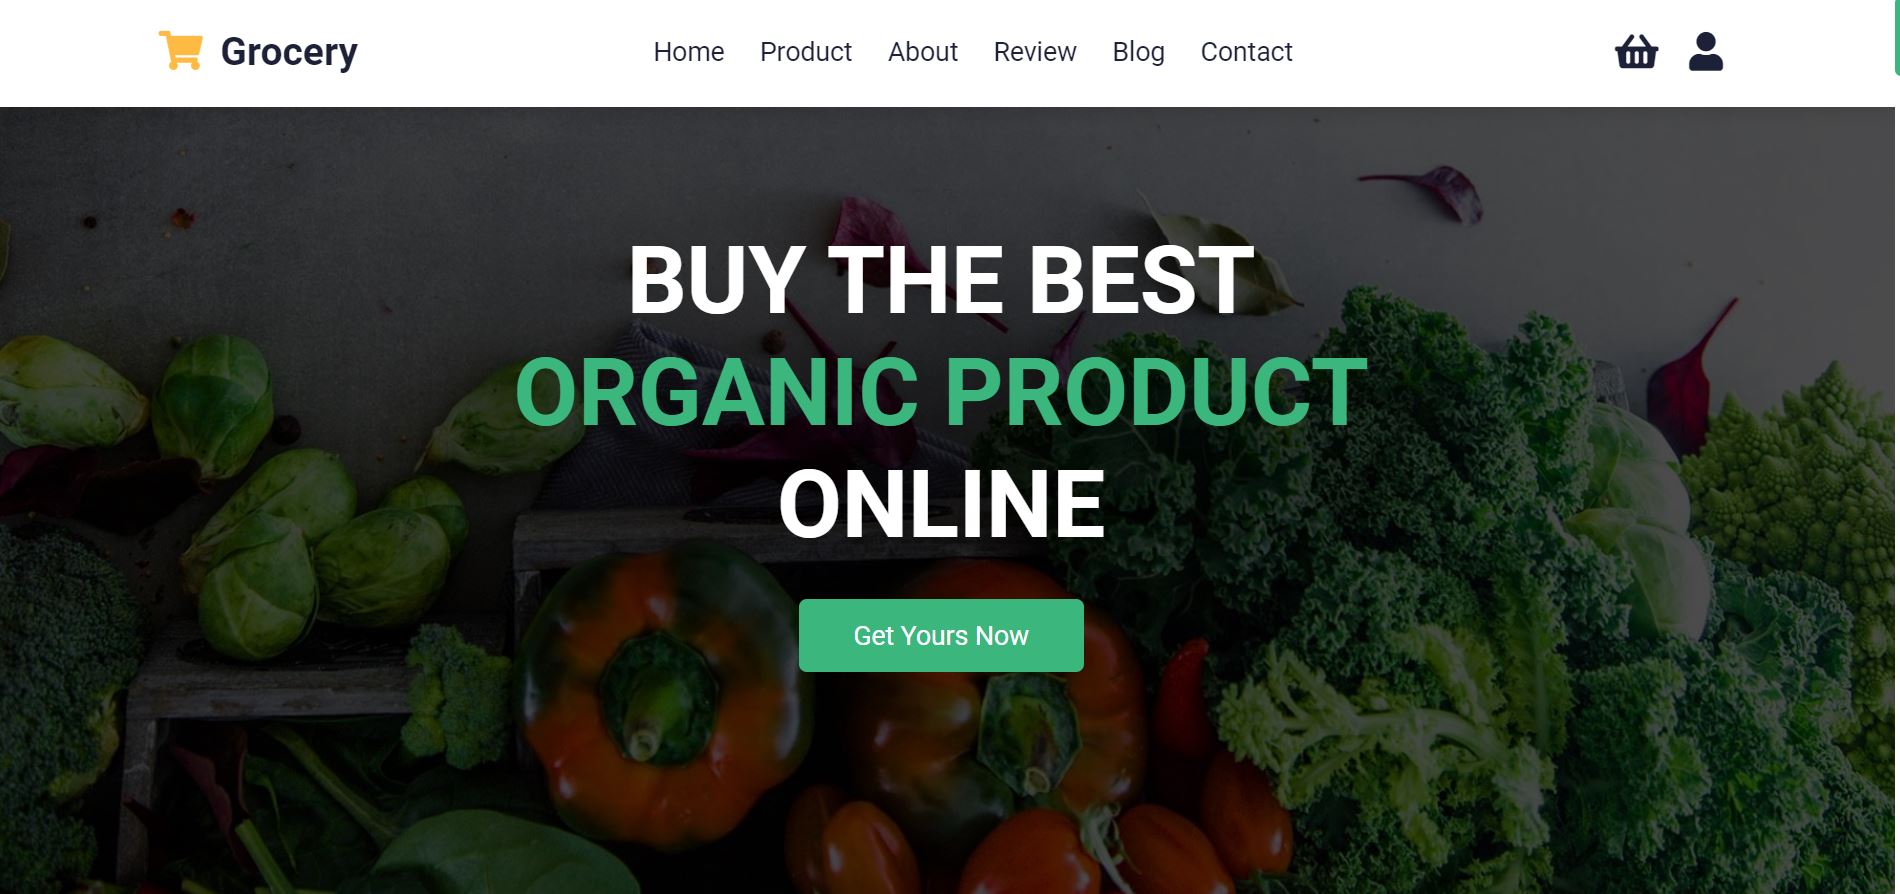 Grocery
Home Product About Review Blog Contact
BUY THE BEST
ORGANIC PRODUCT
ONLINE
Get Yours Now